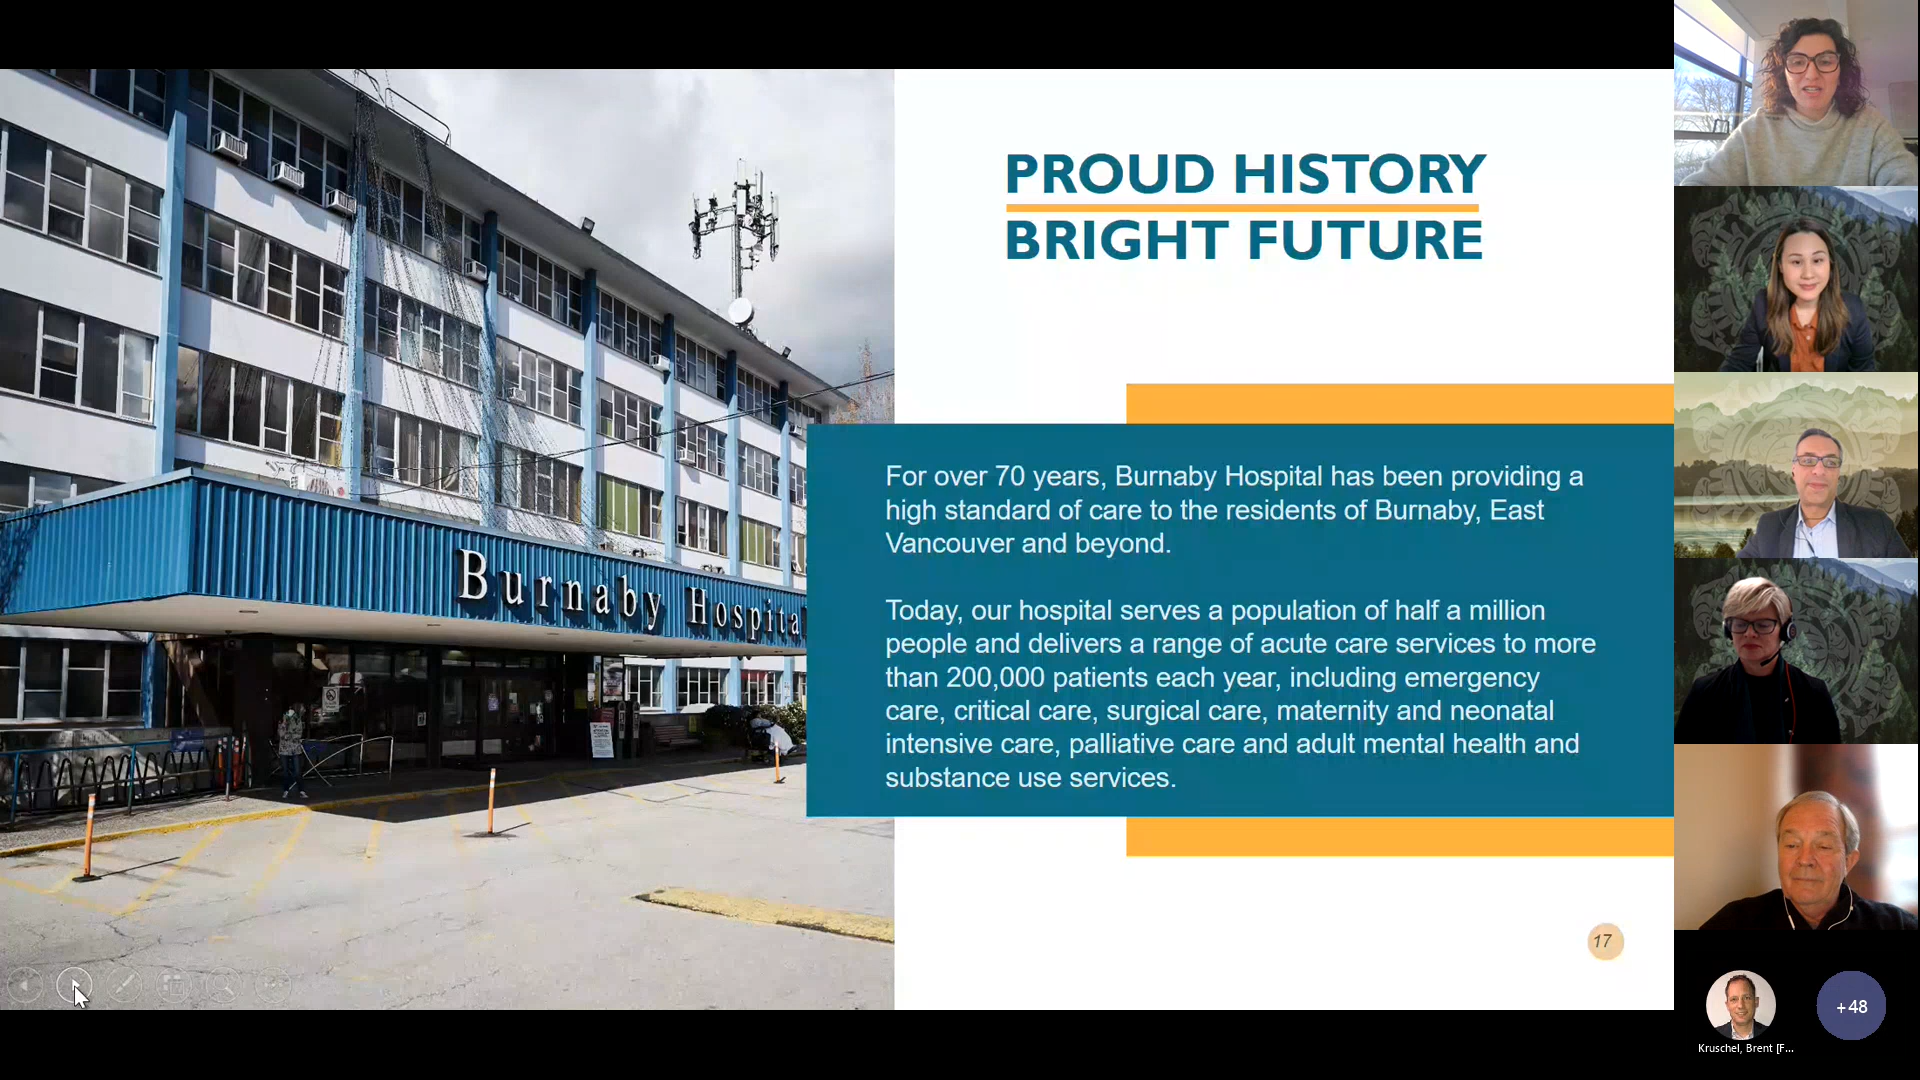 PROUD HISTORY
BRIGHT FUTURE
Burnaby Hospita
For over 70 years, Burnaby Hospital has been providing a
high standard of care to the residents of Burnaby, East
Vancouver and beyond.
Today, our hospital serves a population of half a million
people and delivers a range of acute care services to more
than 200,000 patients each year, including emergency
care, critical care, surgical care, maternity and neonatal
intensive care, palliative care and adult mental health and
substance use services.
17
+48
Kruschel, Brent [F...